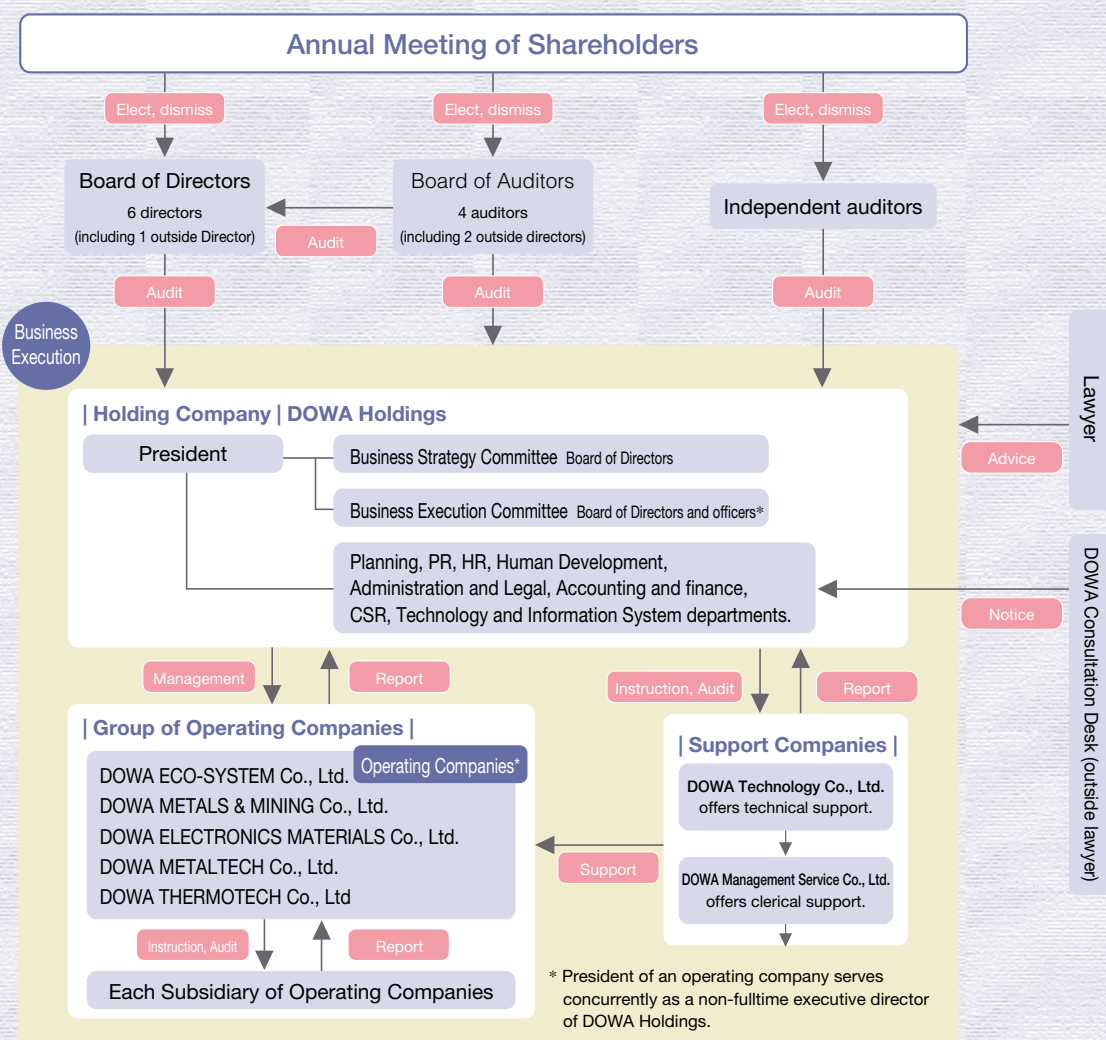 Annual Meeting of Shareholders
Elect, dismiss
Elect, dismiss
Elect, dismiss
Board of Directors
6 directors
(including 1 outside Director)
Audit
Board of Auditors
4 auditors
(including 2 outside directors)
Independent auditors
Audit
Audit
Audit
Business
Execution
| Holding Company | DOWA Holdings
President
Business Strategy Committee Board of Directors
Business Execution Committee Board of Directors and officers*
Planning, PR, HR, Human Development,
Administration and Legal, Accounting and finance,
CSR, Technology and Information System departments.
Lawyer
Advice
DOWA Consultation Desk (outside lawyer)
Notice
Management
Report
Instruction, Audit
Report
| Group of Operating Companies |
Operating Companies*
DOWA ECO-SYSTEM Co., Ltd.
DOWA METALS & MINING Co., Ltd.
DOWA ELECTRONICS MATERIALS Co., Ltd.
DOWA METALTECH Co., Ltd.
DOWA THERMOTECH Co., Ltd
Instruction, Audit
Report
Each Subsidiary of Operating Companies
Support
| Support Companies |
DOWA Technology Co., Ltd.
offers technical support.
DOWA Management Service Co., Ltd.
offers clerical support.
* President of an operating company serves
concurrently as a non-fulltime executive director
of DOWA Holdings.